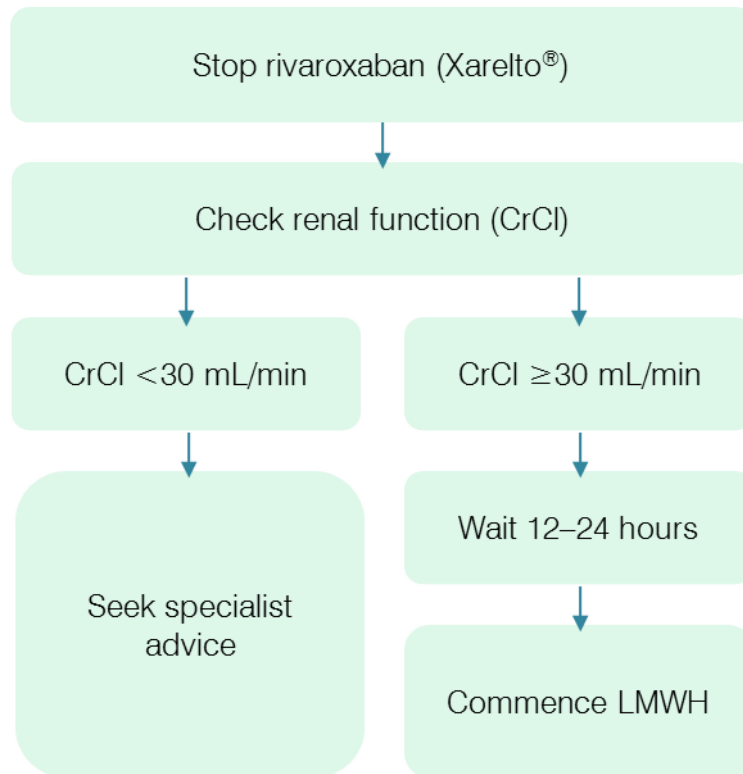 Stop rivaroxaban (Xarelto®)
Check renal function (CrCl)
CrCl <30 mL/min
CrCl ≥30 mL/min
Wait 12–24 hours
Seek specialist
advice
Commence LMWH